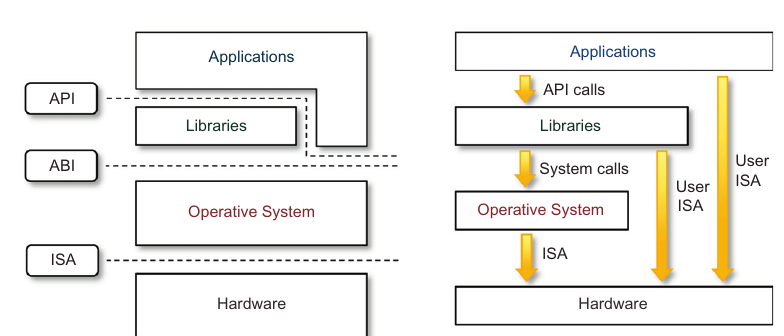 Applications
API
Libraries
ABI
Operative System
ISA
Hardware
Applications
API calls
Libraries
System calls
User
ISA
User
ISA
Operative System
ISA
Hardware